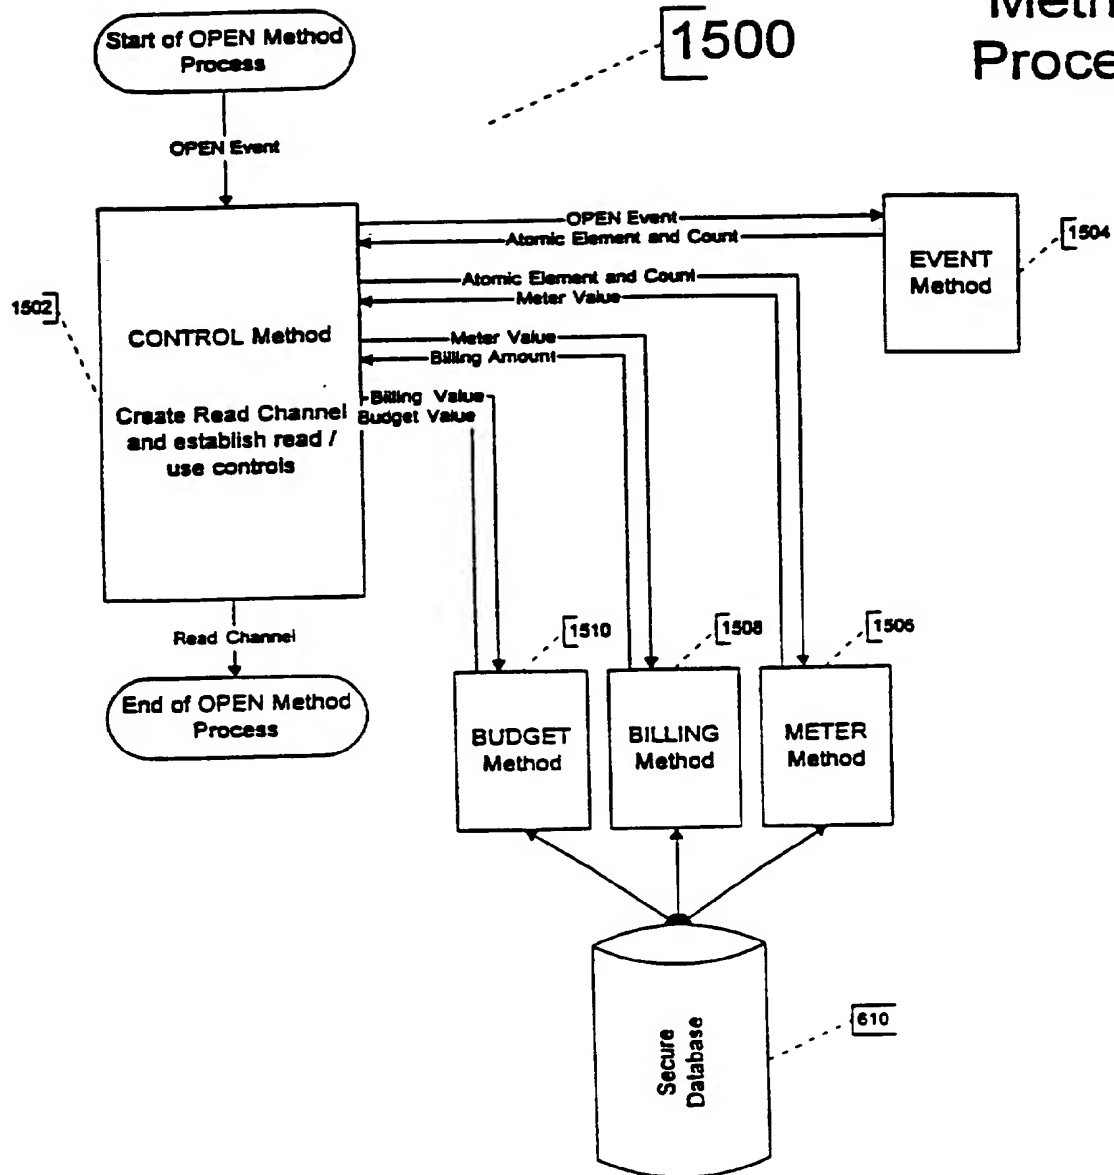 Start of OPEN Method
Process
1500
Proce
OPEN Event
OPEN Event
Atomic Element and Count
EVENT
Method
1504
Atomic Element and Count
Meter Value
1502
CONTROL Method
Meter Value
Billing Amount
Billing Value
Budget Value
Create Read Channel
and establish read /
use controls
Read Channel
1510
1508
1506
End of OPEN Method
Process
BUDGET
Method
BILLING
Method
METER
Method
610
Secure
Database